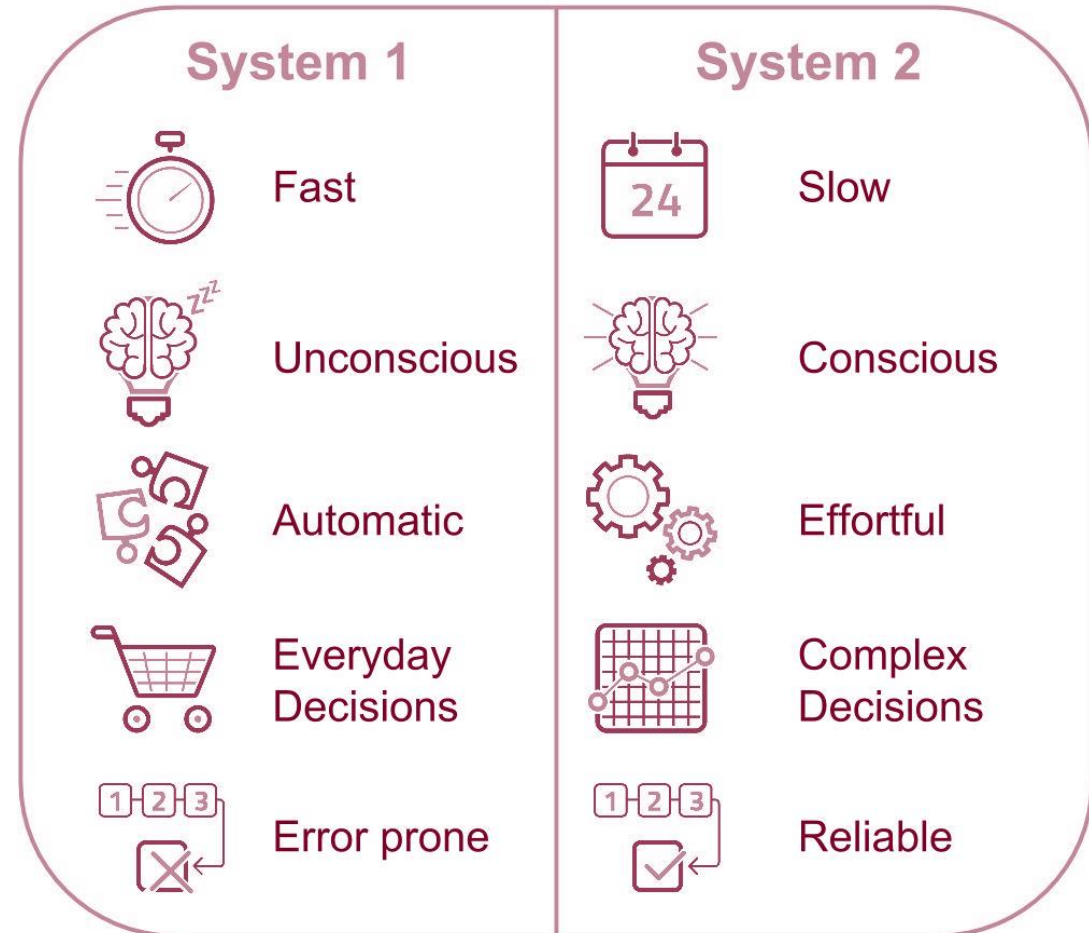 System 1
Fast
zzz
Unconscious
Automatic
Everyday
Decisions
1 2 3
Error prone
System 2
24
Slow
Conscious
Effortful
Complex
Decisions
1 2 3
Reliable